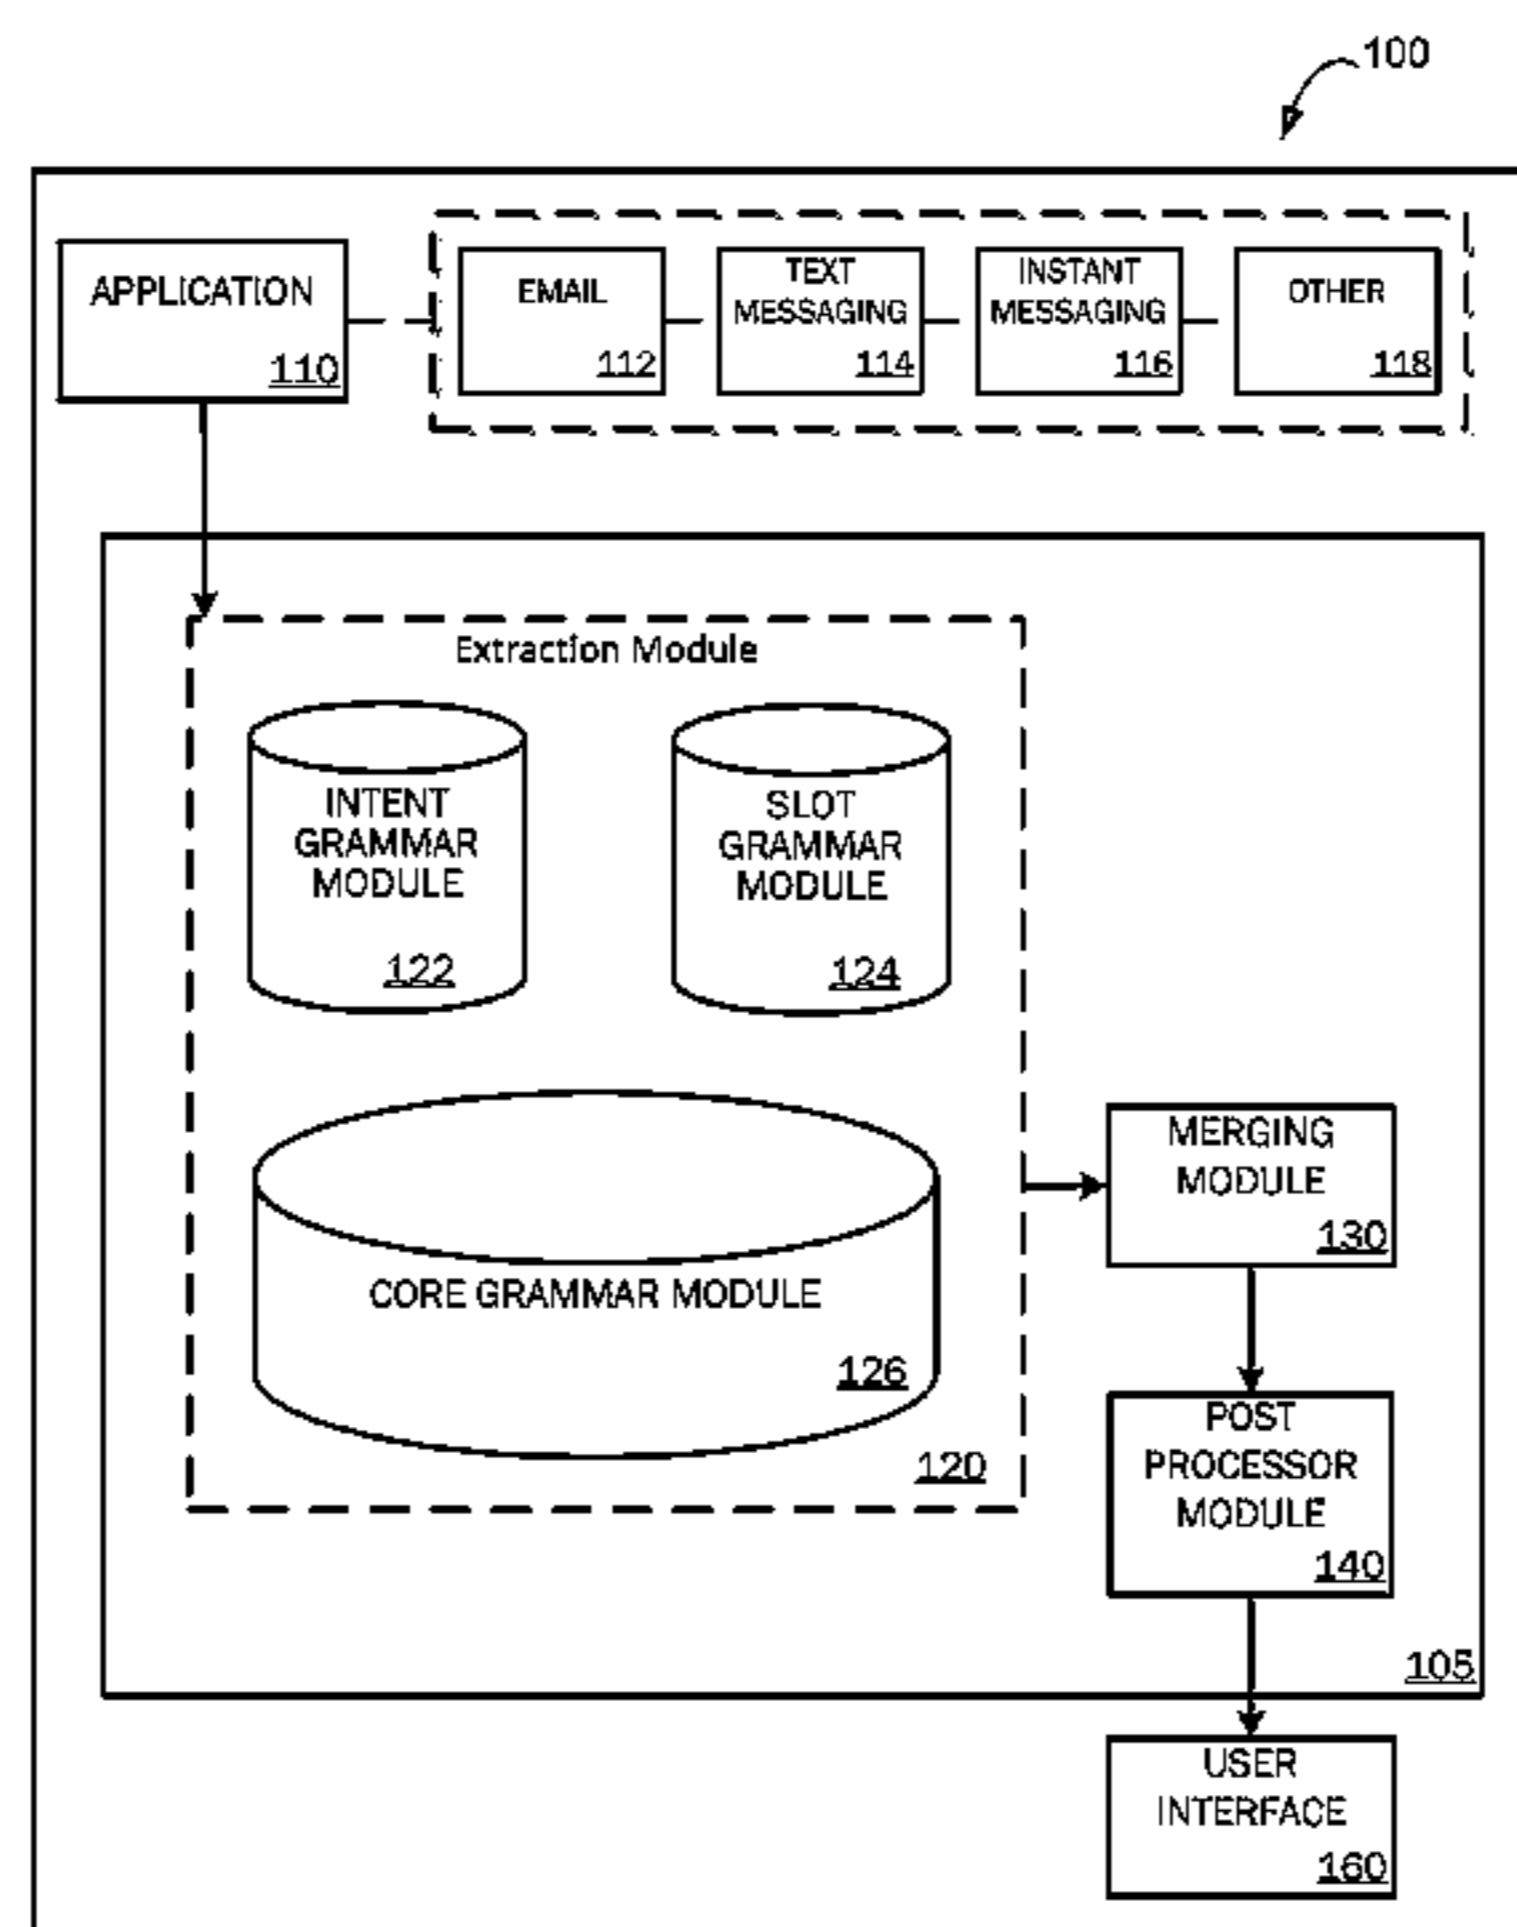 100
APPLICATION
110
EMAIL
112
TEXT
MESSAGING
114
INSTANT
MESSAGING
116
OTHER
118
Extraction Module
INTENT
GRAMMAR
MODULE
122
SLOT
GRAMMAR
MODULE
124
CORE GRAMMAR MODULE
126
120
MERGING
MODULE
130
POST
PROCESSOR
MODULE
140
105
USER
INTERFACE
160